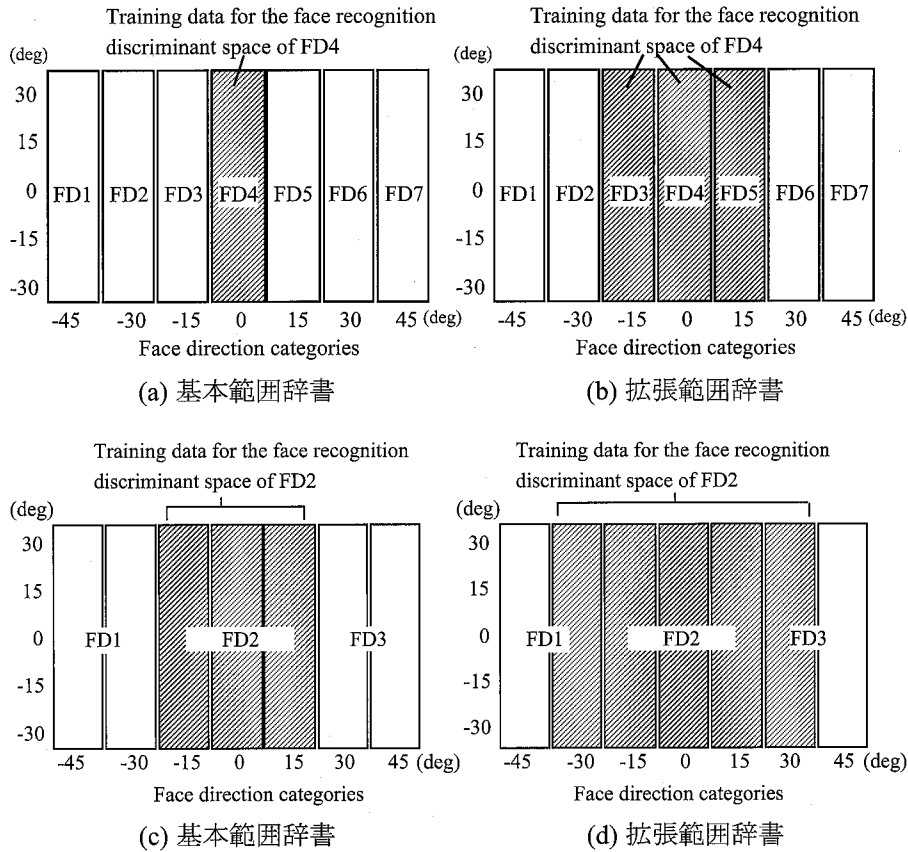 Training data for the face recognition
discriminant space of FD4
(deg)
30
15
0
-15
-30
FD1 FD2 FD3 FD4 FD5 FD6 FD7
-45 -30 -15 0 15 30 45 (deg)
Face direction categories
(a) 基本範囲辞書
Training data for the face recognition
discriminant space of FD4
(deg)
30
15
0
-15
-30
FD1 FD2 FD3 FD4 FD5 FD6 FD7
-45 -30 -15 0 15 30 45 (deg)
Face direction categories
(b) 拡張範囲辞書
Training data for the face recognition
discriminant space of FD2
(deg)
30
15
0
-15
-30
FD1 FD2 FD3
-45 -30 -15 0 15 30 45 (deg)
Face direction categories
(c) 基本範囲辞書
Training data for the face recognition
discriminant space of FD2
(deg)
30
15
0
-15
-30
FD1 FD2 FD3
-45 -30 -15 0 15 30 45 (deg)
Face direction categories
(d) 拡張範囲辞書